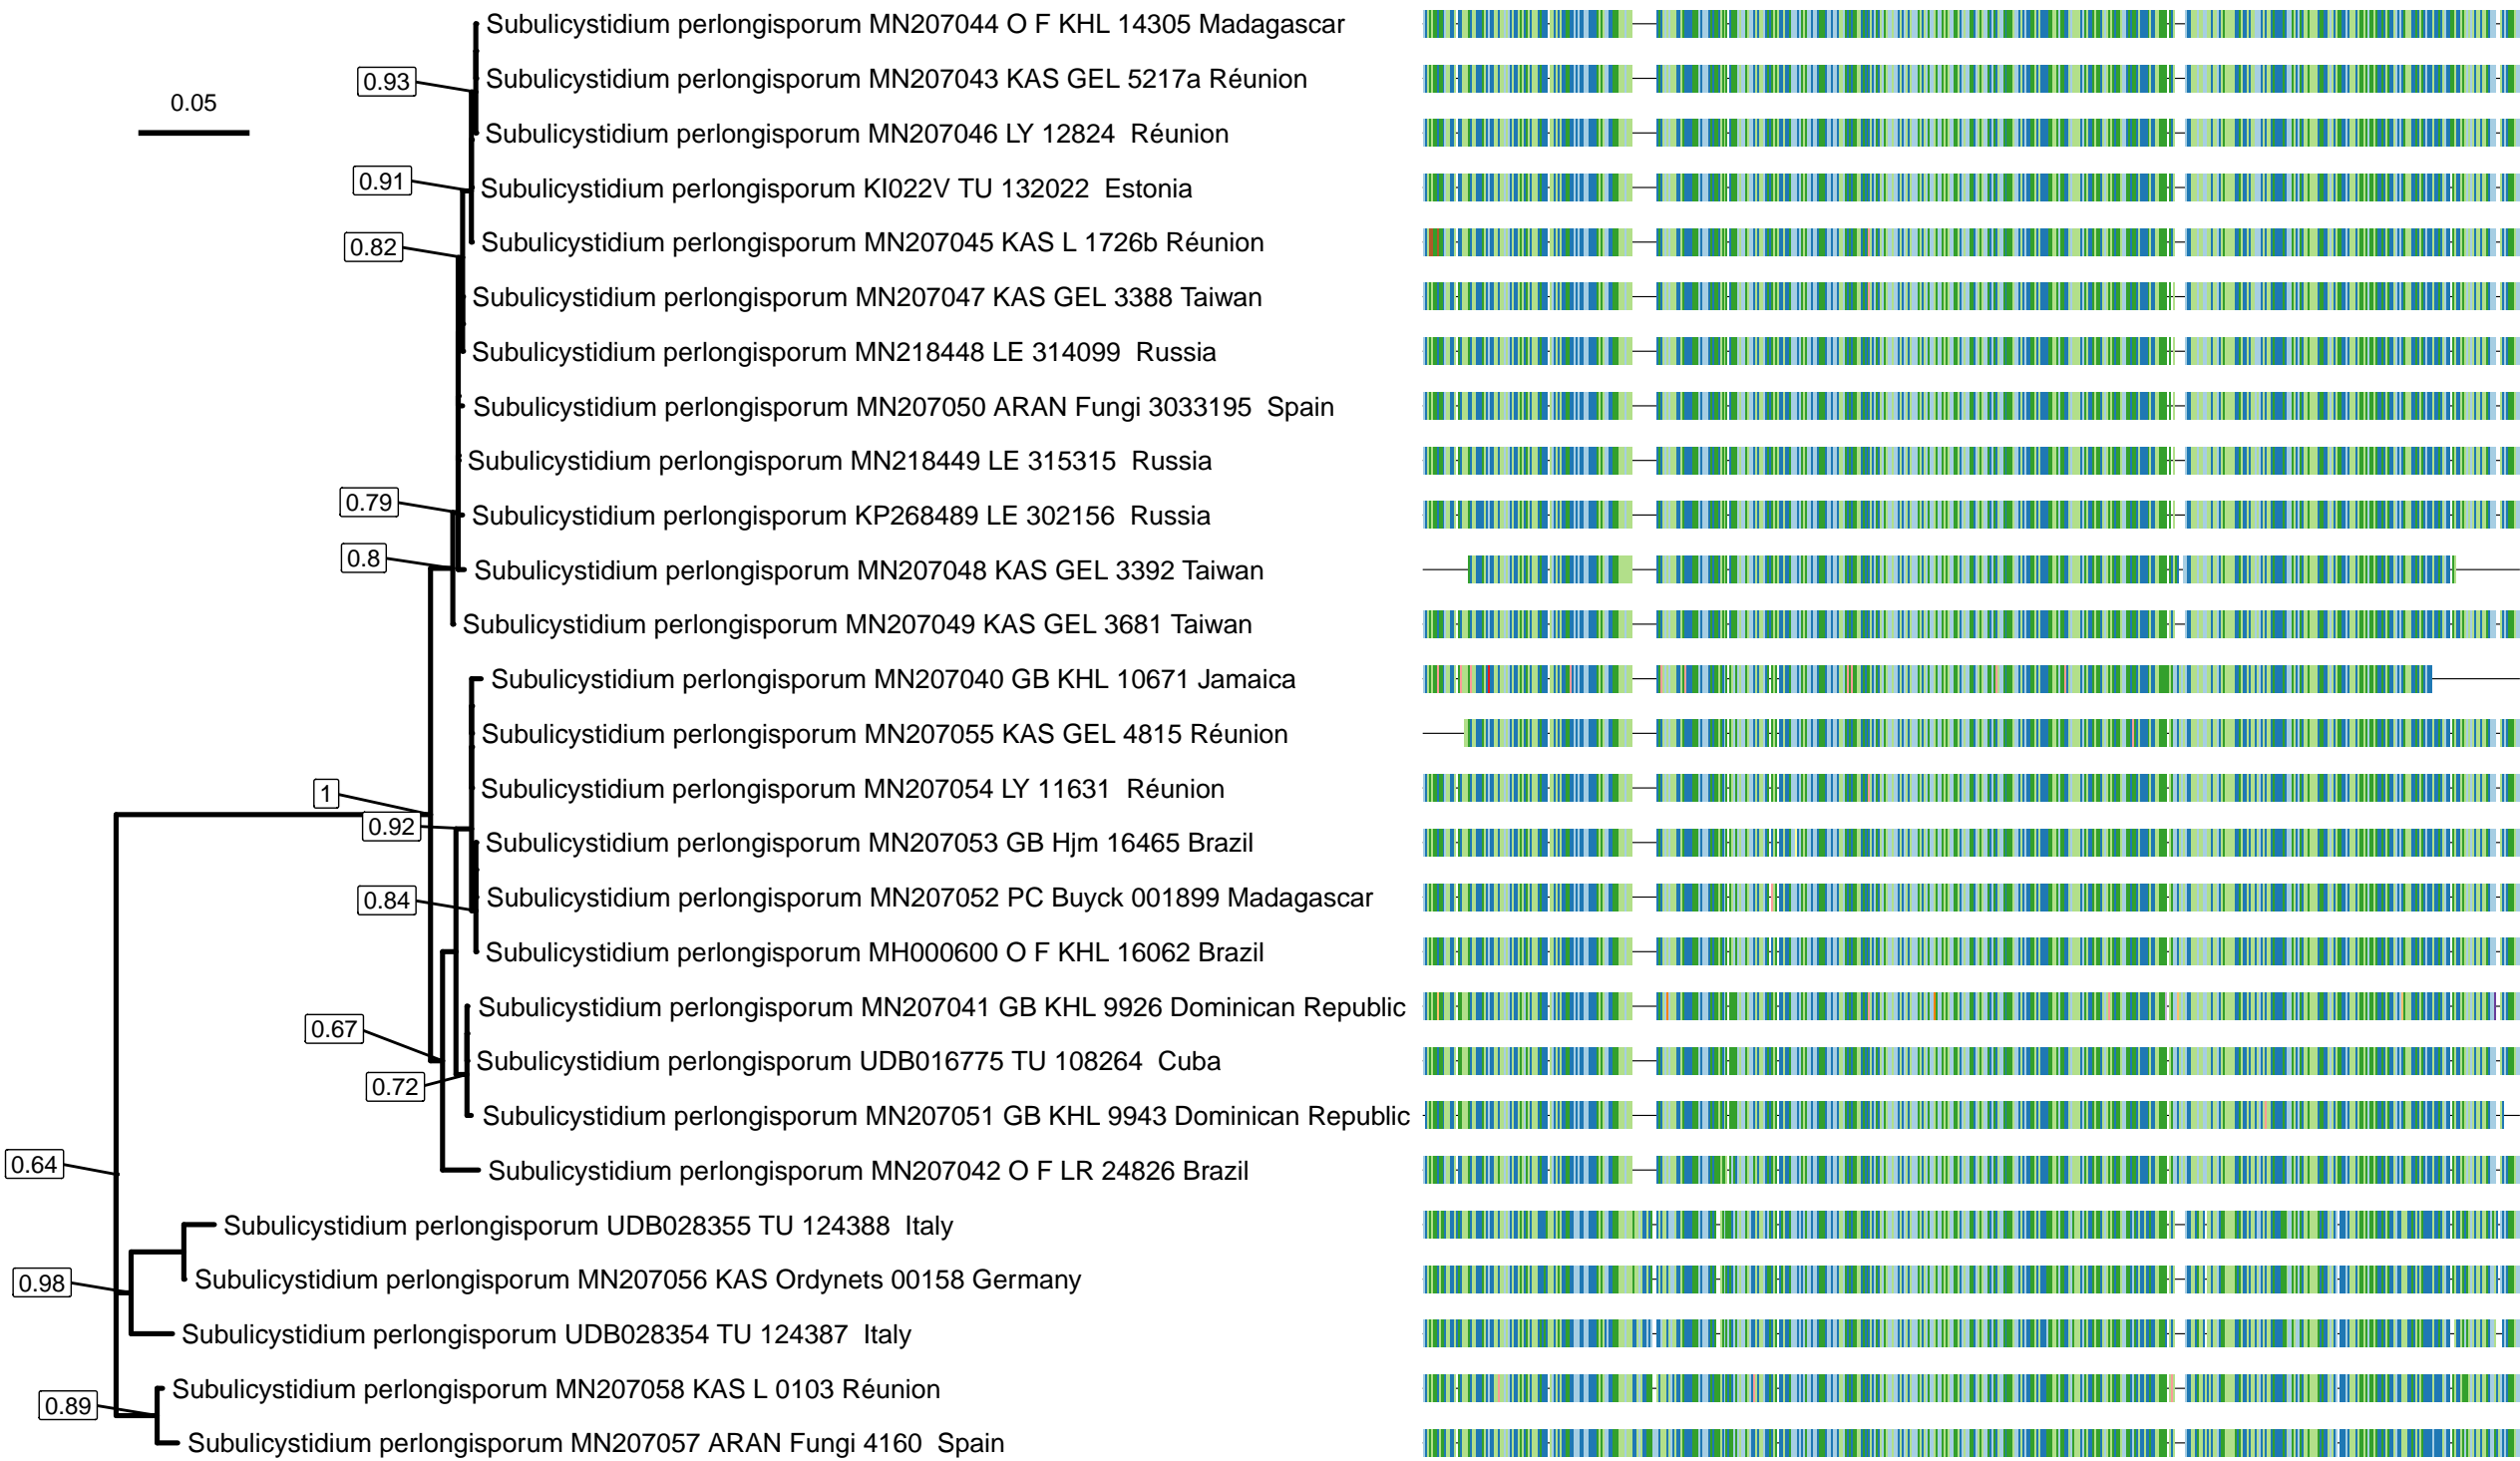 Subulicystidium perlongisporum MN207044 O F KHL 14305 Madagascar
0.93
Subulicystidium perlongisporum MN207043 KAS GEL 5217a Réunion
0.05
Subulicystidium perlongisporum MN207046 LY 12824 Réunion
0.91
Subulicystidium perlongisporum KI022V TU 132022 Estonia
0.82
Subulicystidium perlongisporum MN207045 KAS L 1726b Réunion
Subulicystidium perlongisporum MN207047 KAS GEL 3388 Taiwan
Subulicystidium perlongisporum MN218448 LE 314099 Russia
Subulicystidium perlongisporum MN207050 ARAN Fungi 3033195 Spain
Subulicystidium perlongisporum MN218449 LE 315315 Russia
0.79
Subulicystidium perlongisporum KP268489 LE 302156 Russia
0.8
Subulicystidium perlongisporum MN207048 KAS GEL 3392 Taiwan
Subulicystidium perlongisporum MN207049 KAS GEL 3681 Taiwan
Subulicystidium perlongisporum MN207040 GB KHL 10671 Jamaica
Subulicystidium perlongisporum MN207055 KAS GEL 4815 Réunion
1
Subulicystidium perlongisporum MN207054 LY 11631 Réunion
0.92
Subulicystidium perlongisporum MN207053 GB Hjm 16465 Brazil
0.84
Subulicystidium perlongisporum MN207052 PC Buyck 001899 Madagascar
Subulicystidium perlongisporum MH000600 O F KHL 16062 Brazil
Subulicystidium perlongisporum MN207041 GB KHL 9926 Dominican Republic
0.67
Subulicystidium perlongisporum UDB016775 TU 108264 Cuba
0.72
Subulicystidium perlongisporum MN207051 GB KHL 9943 Dominican Republic
0.64
Subulicystidium perlongisporum MN207042 O F LR 24826 Brazil
Subulicystidium perlongisporum UDB028355 TU 124388 Italy
0.98
Subulicystidium perlongisporum MN207056 KAS Ordynets 00158 Germany
Subulicystidium perlongisporum UDB028354 TU 124387 Italy
Subulicystidium perlongisporum MN207058 KAS L 0103 Réunion
0.89
Subulicystidium perlongisporum MN207057 ARAN Fungi 4160 Spain